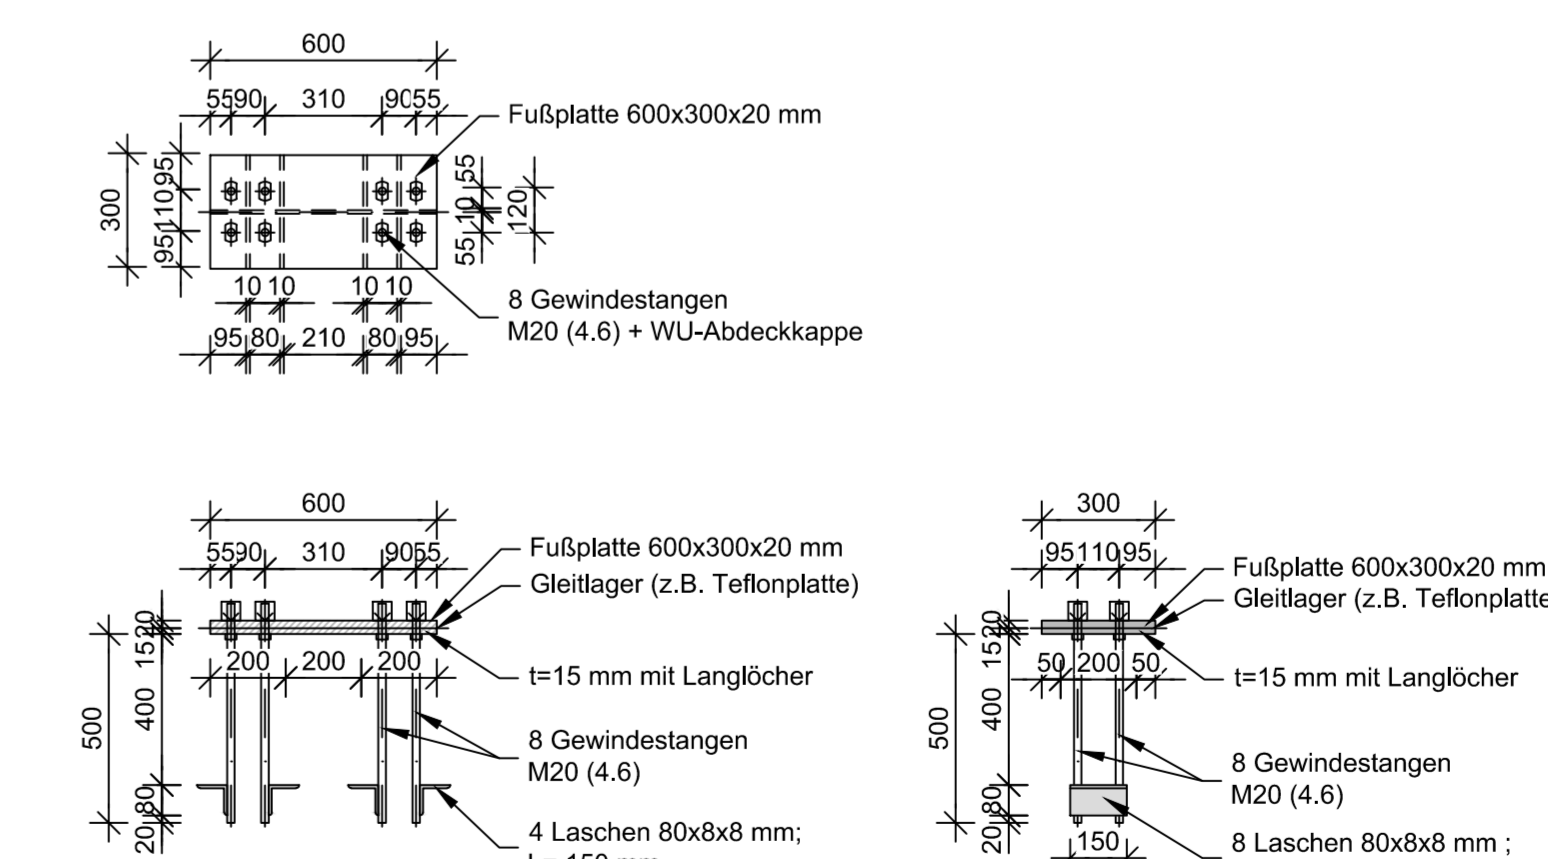 600
55 90 310 90 55
Fußplatte 600x300x20 mm
300
95 110 95
55 10 55
120
10 10 10 10
8 Gewindestangen
M20 (4.6) + WU-Abdeckkappe
95 80 210 80 95
600
55 90 310 90 55
Fußplatte 600x300x20 mm
Gleitlager (z.B. Teflonplatte)
15 20
200 200 200
t=15 mm mit Langlöcher
500
400
8 Gewindestangen
M20 (4.6)
20 80
4 Laschen 80x8x8 mm;
300
95 110 95
Fußplatte 600x300x20 mm
Gleitlager (z.B. Teflonplatte
15 20
50 200 50
t=15 mm mit Langlöcher
500
400
8 Gewindestangen
M20 (4.6)
20 80
150
8 Laschen 80x8x8 mm ;